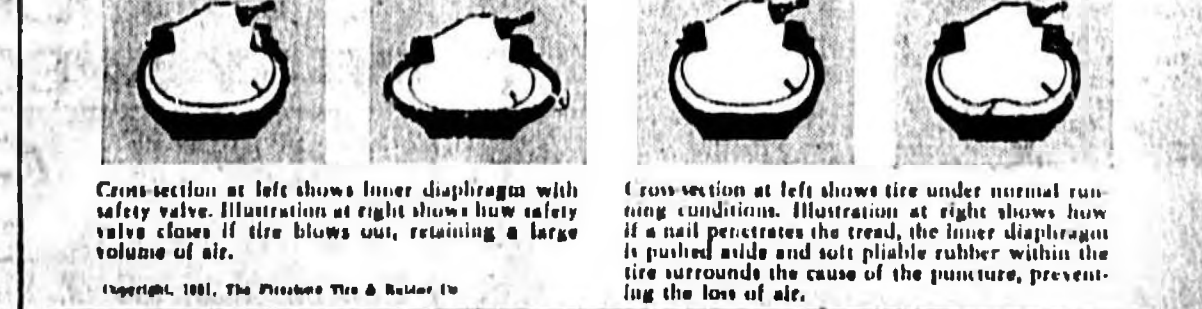 Cross-section at left shows inner diaphragm with
safety valve. Illustration at right shows how safety
valve closes if tire blows out, retaining a large
volume of air.
Copyright, 1951, The Firestone Tire & Rubber Co
Cross-section at left shows tire under normal run-
ning conditions. Illustration at right shows how
if a nail penetrates the tread, the inner diaphragm
is pushed aside and soft pliable rubber within the
tire surrounds the cause of the puncture, prevent-
ing the loss of air.